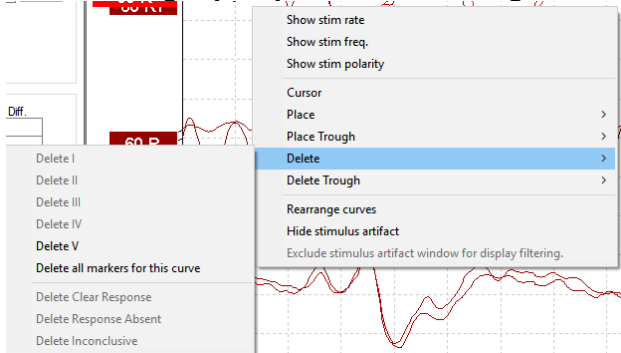 Show stim rate
Show stim freq.
Show stim polarity
Cursor
Place
Place Trough
Delete
Delete Trough
Rearrange curves
Hide stimulus artifact
Exclude stimulus artifact window for display filtering.
Diff.
Delete I
Delete II
Delete III
Delete IV
Delete V
Delete all markers for this curve
Delete Clear Response
Delete Response Absent
Delete Inconclusive